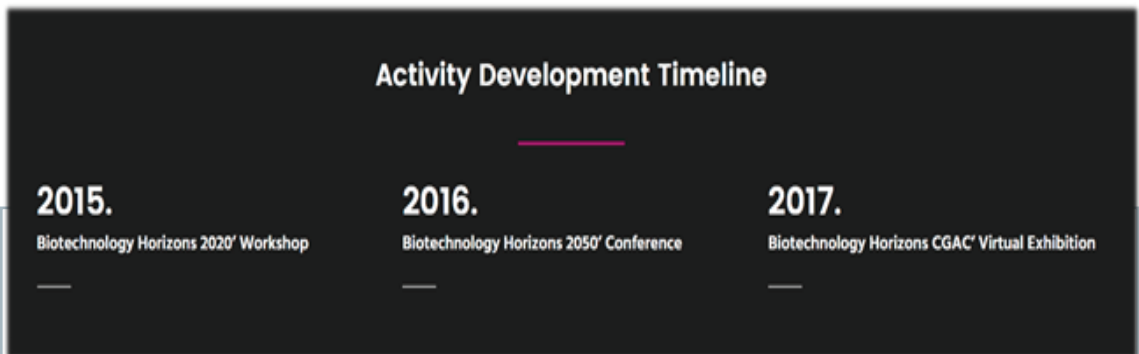 Activity Development Timeline
2015.
Biotechnology Horizons 2020′ Workshop
2016.
Biotechnology Horizons 2050′ Conference
2017.
Biotechnology Horizons CGAC′ Virtual Exhibition